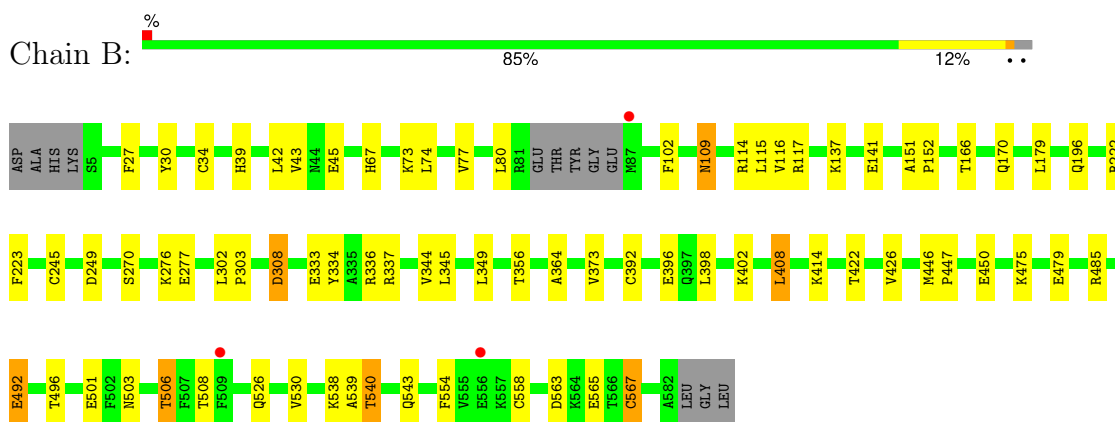 %
Chain B:
85% 12% • •
ASP ALA HIS LYS S5 F27 Y30 C34 H39 L42 V43 N44 E45 H67 K73 L74 V77 L80 R81 GLU THR TYR GLY GLU M87 F102 N109 R114 L115 V116 R117 K137 E141 A151 P152 T166 Q170 L179 Q196
F223 C245 D249 S270 K276 E277 L302 P303 D308 E333 Y334 A335 R336 R337 V344 L345 L349 T356 A364 V373 C392 E396 Q397 L398 K402 L408 K414 T422 V426 M446 P447 E450 K475 E479 R485
E492 T496 E501 F502 N503 T506 F507 T508 F509 Q526 V530 K538 A539 T540 Q543 F554 V555 E556 K557 C558 D563 K564 E565 T566 C567 A582 LEU GLY LEU